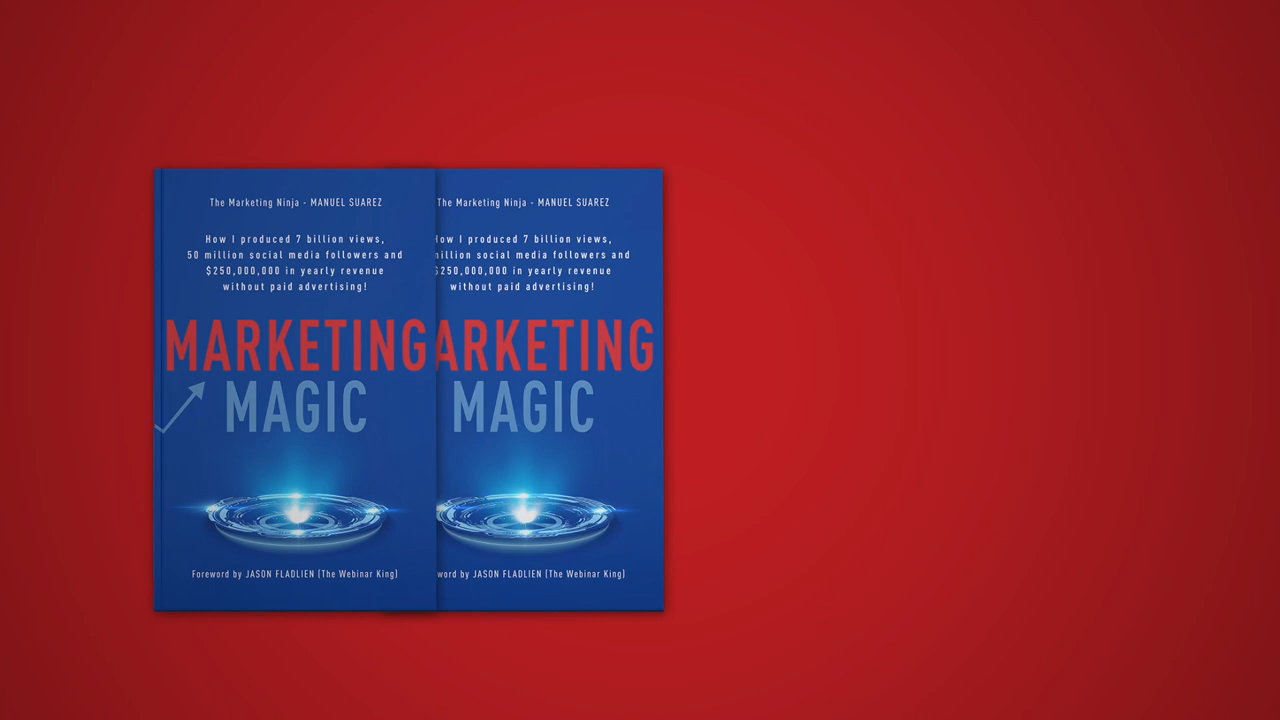 The Marketing Ninja - MANUEL SUAREZ
How I produced 7 billion views,
50 million social media followers and
$250,000,000 in yearly revenue
without paid advertising!
MARKETING
MAGIC
Foreword by JASON FLADLIEN (The Webinar King)
The Marketing Ninja - MANUEL SUAREZ
How I produced 7 billion views,
million social media followers and
$250,000,000 in yearly revenue
without paid advertising!
ARKETING
MAGIC
word by JASON FLADLIEN (The Webinar King)